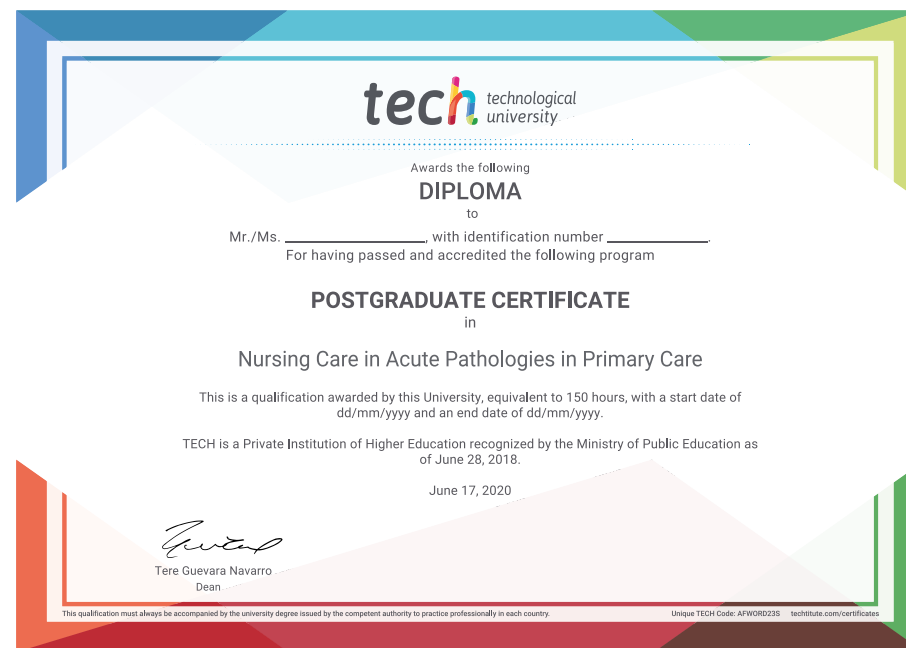 tech technological
university
Awards the following
DIPLOMA
to
Mr./Ms. ____________________, with identification number ______________.
For having passed and accredited the following program
POSTGRADUATE CERTIFICATE
in
Nursing Care in Acute Pathologies in Primary Care
This is a qualification awarded by this University, equivalent to 150 hours, with a start date of
dd/mm/yyyy and an end date of dd/mm/yyyy.
TECH is a Private Institution of Higher Education recognized by the Ministry of Public Education as
of June 28, 2018.
June 17, 2020
Tere Guevara Navarro
Dean
This qualification must always be accompanied by the university degree issued by the competent authority to practice professionally in each country.
Unique TECH Code: AFWORD23S techtitute.com/certificates